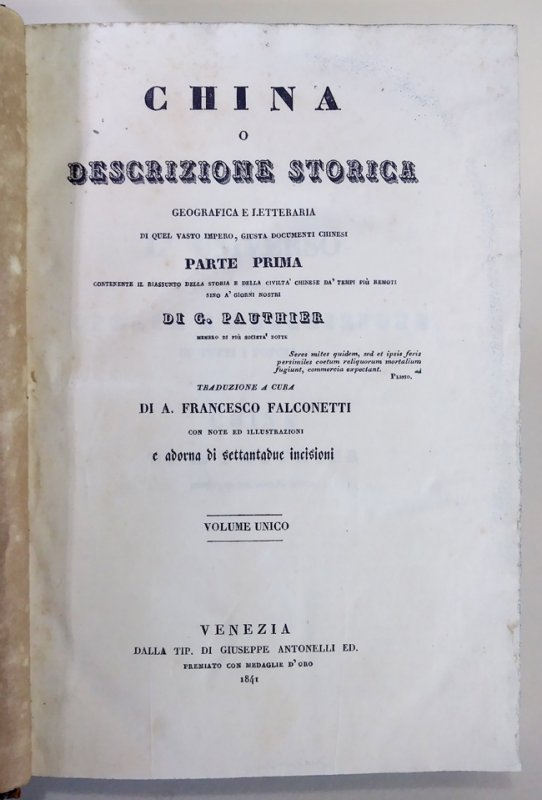 CHINA
O
DESCRIZIONE STORICA
GEOGRAFICA E LETTERARIA
DI QUEL VASTO IMPERO, GIUSTA DOCUMENTI CHINESI
PARTE PRIMA
CONTENENTE IL RIASSUNTO DELLA STORIA E DELLA CIVILTA' CHINESE DA' TEMPI PIÙ REMOTI
SINO A' GIORNI NOSTRI
DI G. PAUTHIER
MEMBRO DI PIÙ SOCIETA' DOTTE
Seres mites quidem, sed et ipsis feris
persimiles coetum reliquorum mortalium
fugiunt, commercia expectant.
PLINIO.
TRADUZIONE A CURA
DI A. FRANCESCO FALCONETTI
CON NOTE ED ILLUSTRAZIONI
e adorna di settantadue incisioni
VOLUME UNICO
VENEZIA
DALLA TIP. DI GIUSEPPE ANTONELLI ED.
PREMIATO CON MEDAGLIE D'ORO
1841